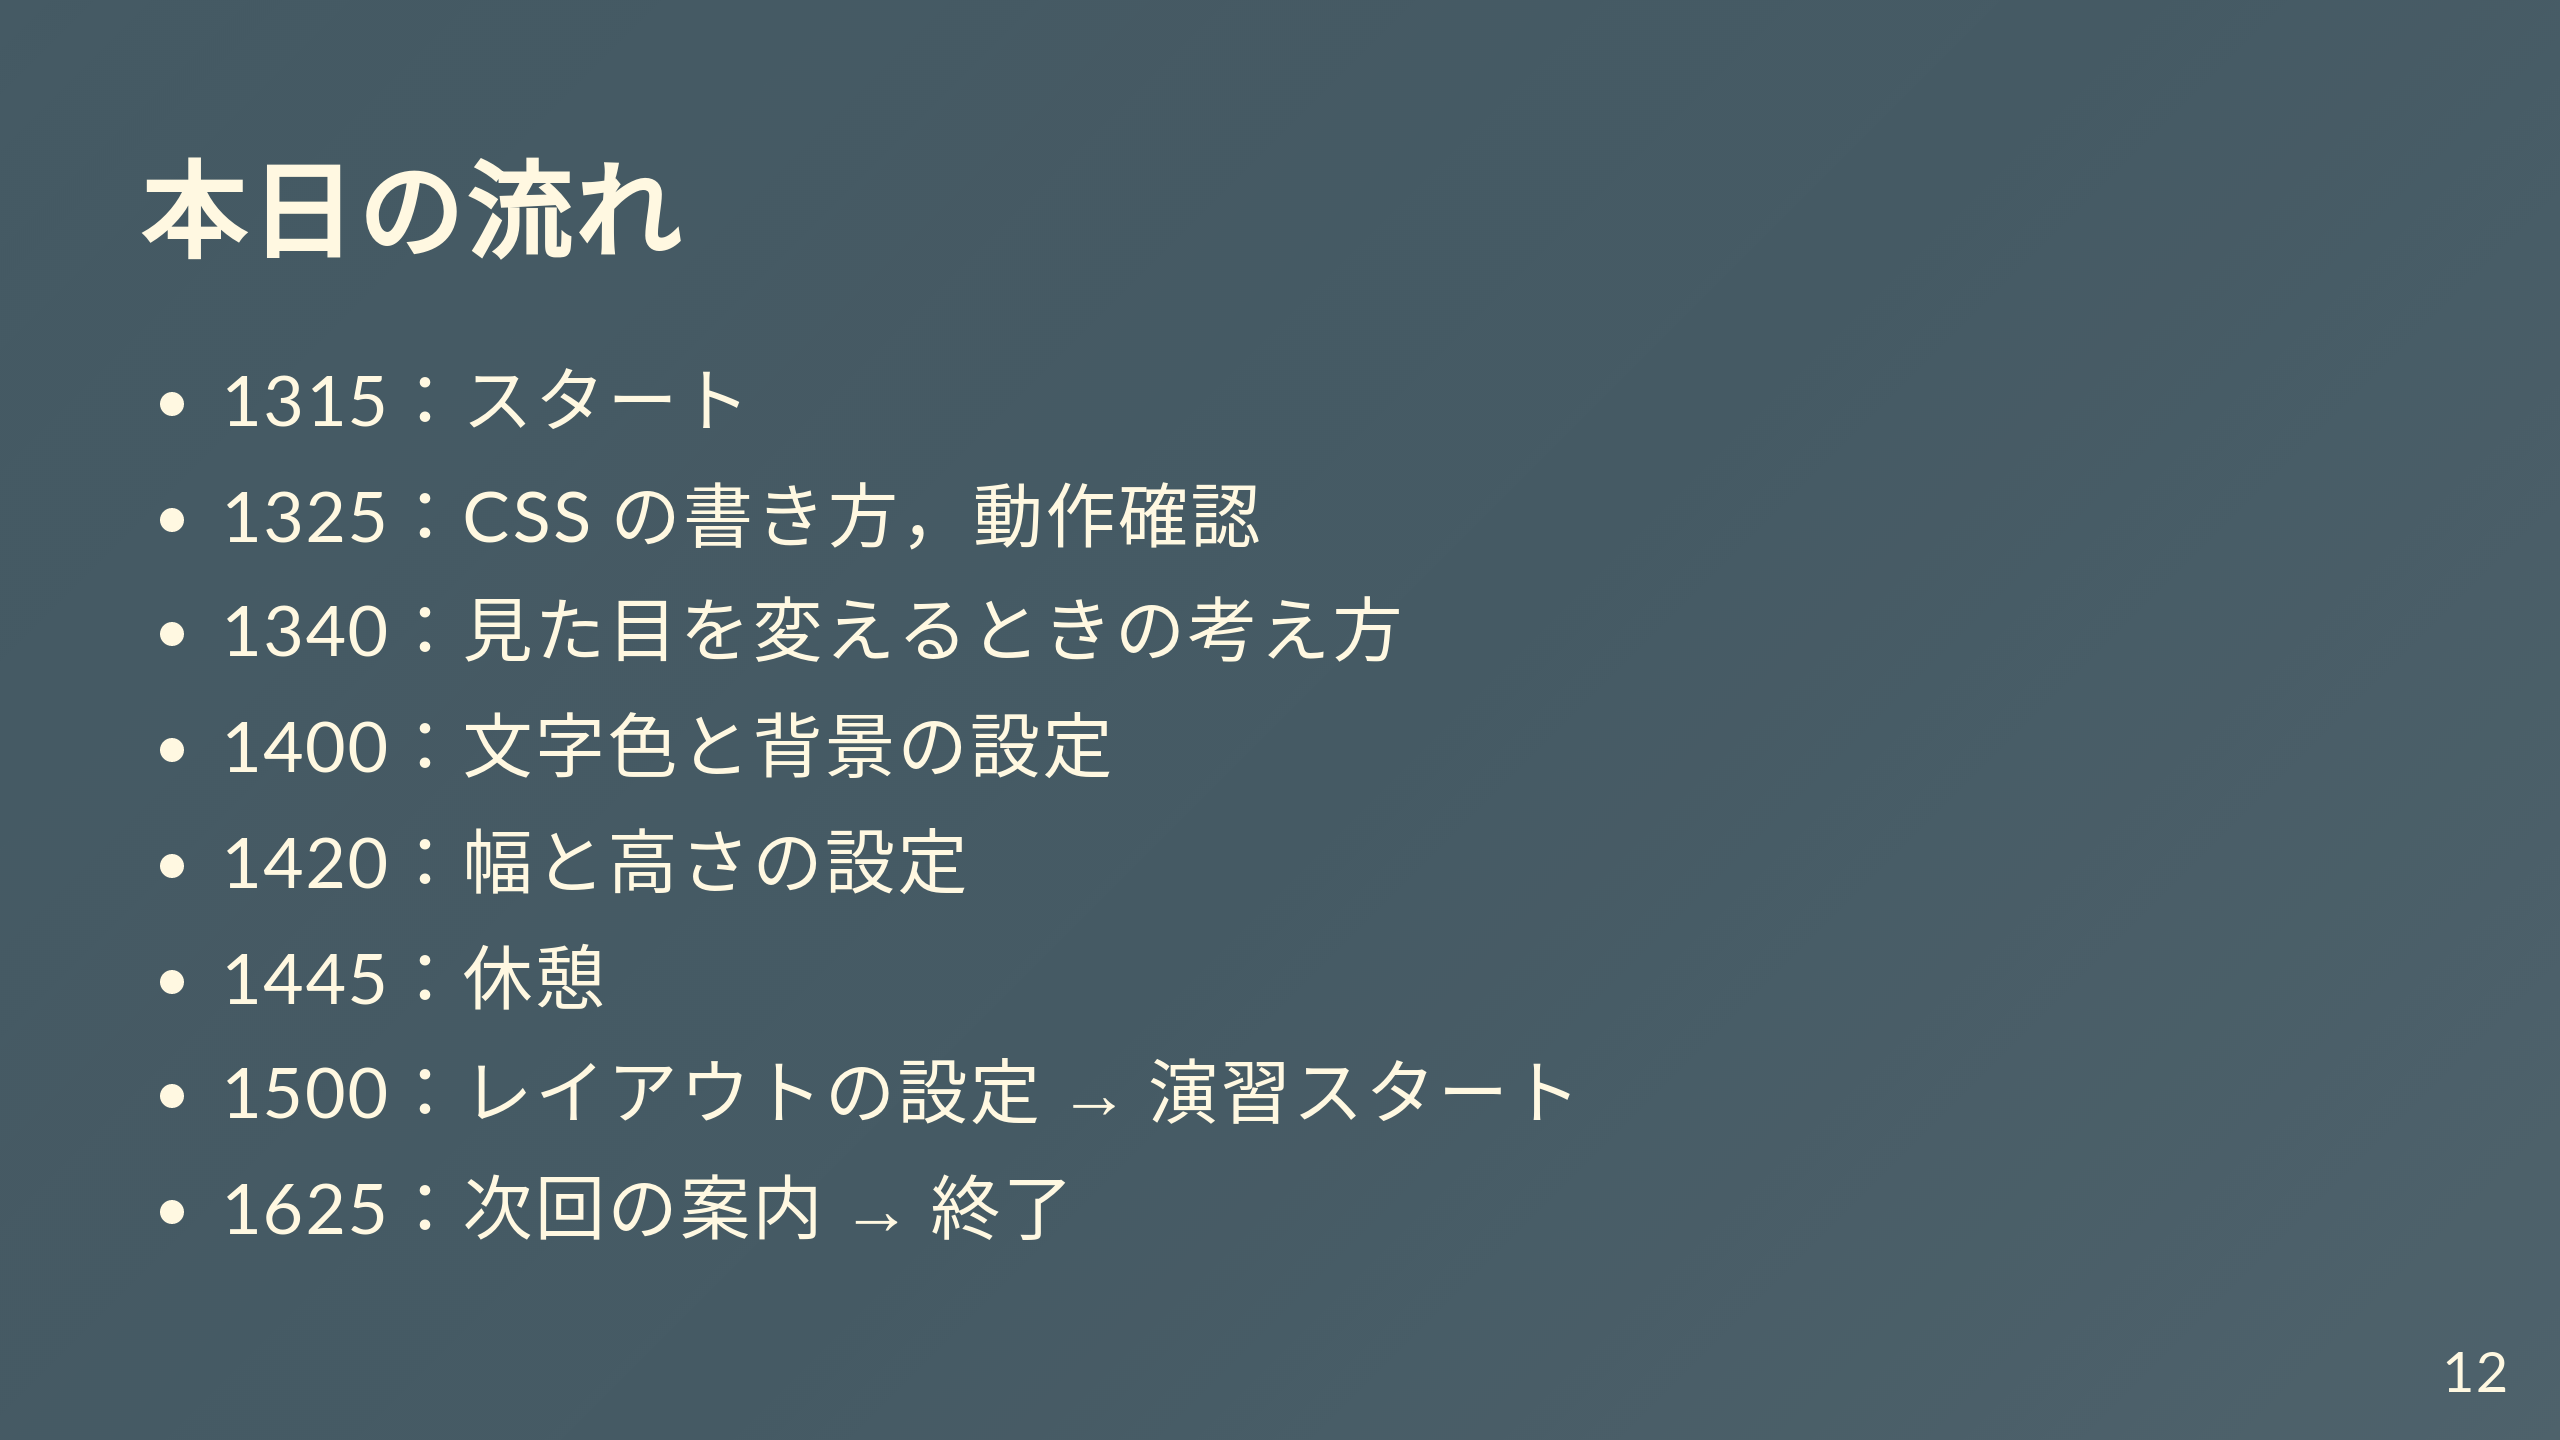 本日の流れ
• 1315：スタート
• 1325：CSS の書き方，動作確認
• 1340：見た目を変えるときの考え方
• 1400：文字色と背景の設定
• 1420：幅と高さの設定
• 1445：休憩
• 1500：レイアウトの設定 → 演習スタート
• 1625：次回の案内 → 終了
12